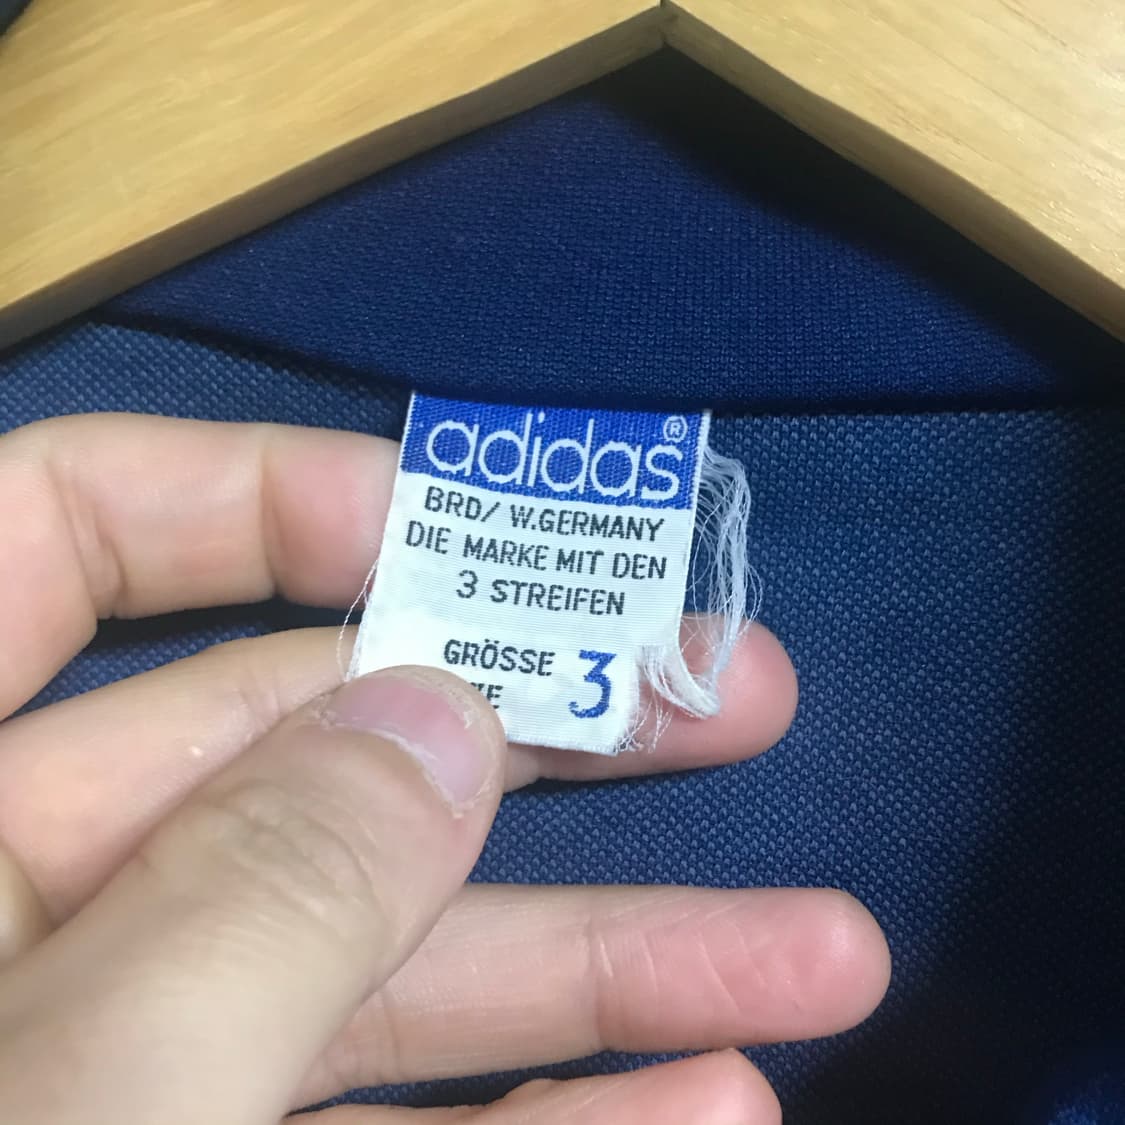 adidas®
BRD/ W.GERMANY
DIE MARKE MIT DEN
3 STREIFEN
GRÖSSE 3